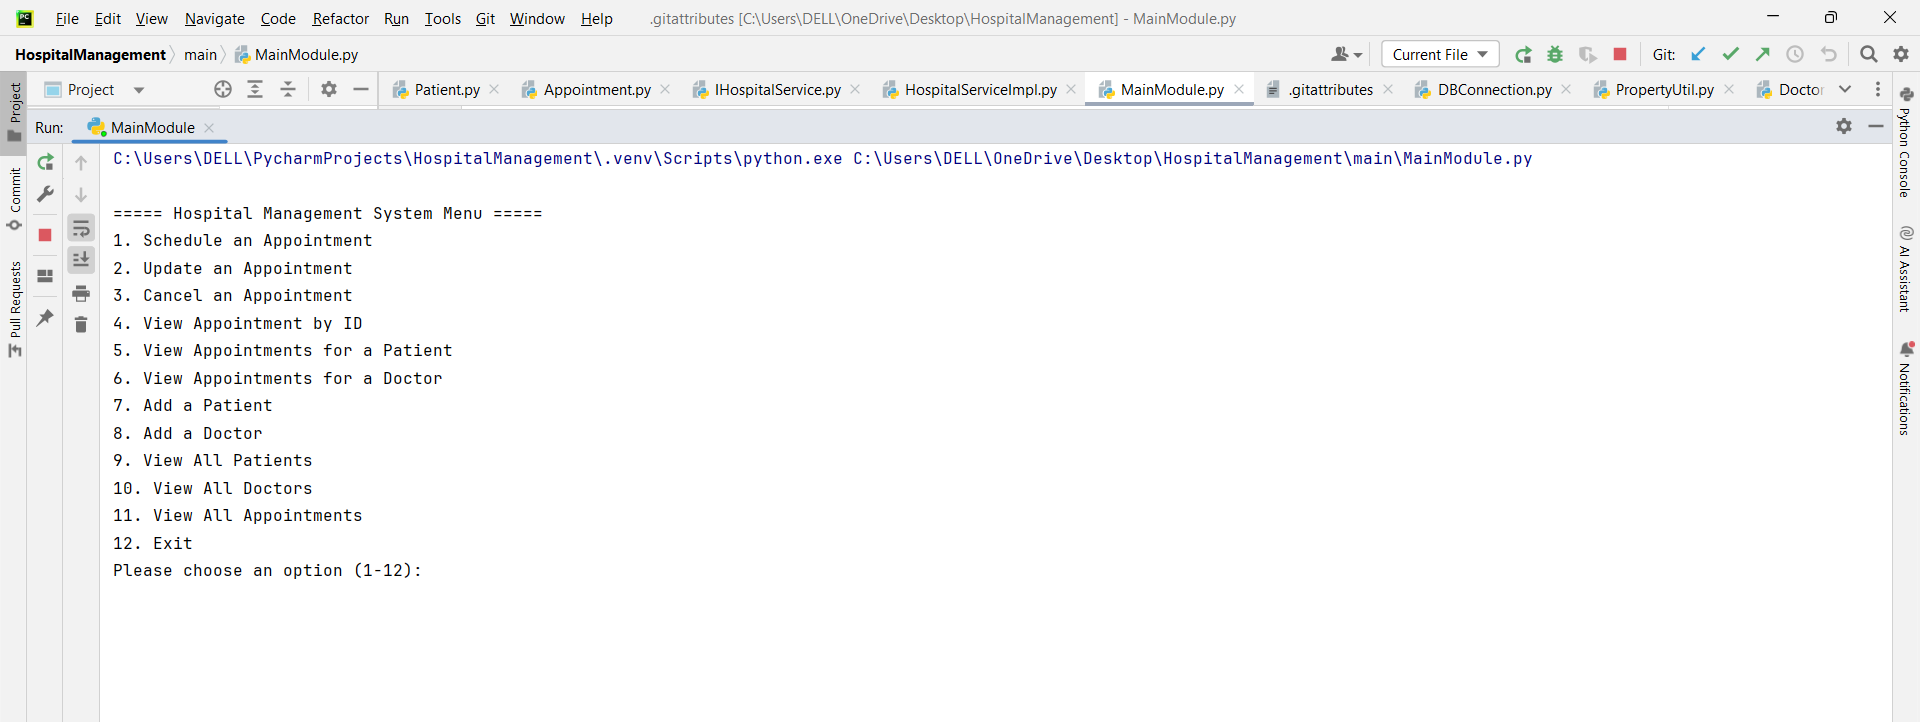 PC
File Edit View Navigate Code Refactor Run Tools Git Window Help .gitattributes [C:\Users\DELL\OneDrive\Desktop\HospitalManagement] - MainModule.py
HospitalManagement main MainModule.py Current File Git:
Project Patient.py Appointment.py IHospitalService.py HospitalServiceImpl.py MainModule.py .gitattributes DBConnection.py PropertyUtil.py Doctor
Run: MainModule
C:\Users\DELL\PycharmProjects\HospitalManagement\.venv\Scripts\python.exe C:\Users\DELL\OneDrive\Desktop\HospitalManagement\main\MainModule.py
===== Hospital Management System Menu =====
1. Schedule an Appointment
2. Update an Appointment
3. Cancel an Appointment
4. View Appointment by ID
5. View Appointments for a Patient
6. View Appointments for a Doctor
7. Add a Patient
8. Add a Doctor
9. View All Patients
10. View All Doctors
11. View All Appointments
12. Exit
Please choose an option (1-12):
Project
Commit
Pull Requests
Python Console
AI Assistant
Notifications